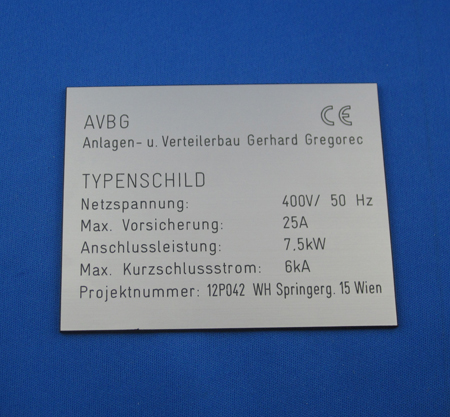 AVBG CE
Anlagen- u. Verteilerbau Gerhard Gregorec
TYPENSCHILD
Netzspannung: 400V/ 50 Hz
Max. Vorsicherung: 25A
Anschlussleistung: 7,5kW
Max. Kurzschlussstrom: 6kA
Projektnummer: 12P042 WH Springerg. 15 Wien